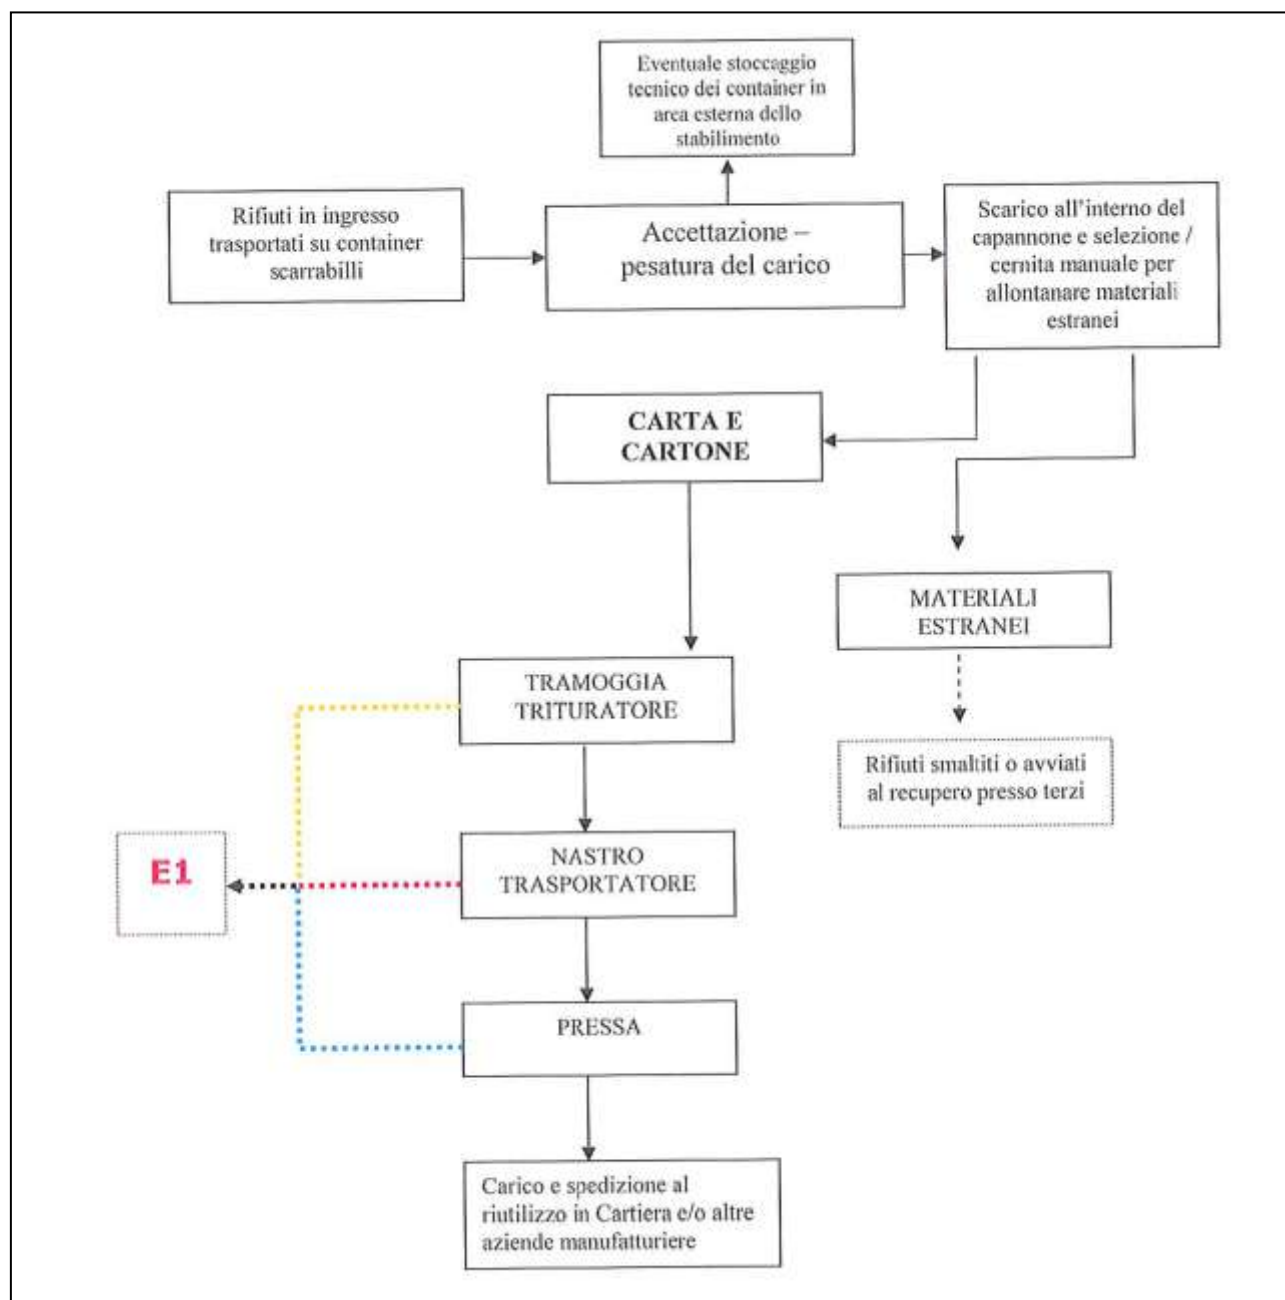 Eventuale stoccaggio
tecnico dei container in
area esterna dello
stabilimento
Rifiuti in ingresso
trasportati su container
scarrabilli
Accettazione –
pesatura del carico
Scarico all'interno del
capannone e selezione /
cernita manuale per
allontanare materiali
estranei
CARTA E
CARTONE
MATERIALI
ESTRANEI
TRAMOGGIA
TRITURATORE
Rifiuti smaltiti o avviati
al recupero presso terzi
E1
NASTRO
TRASPORTATORE
PRESSA
Carico e spedizione al
riutilizzo in Cartiera e/o altre
aziende manufatturiere